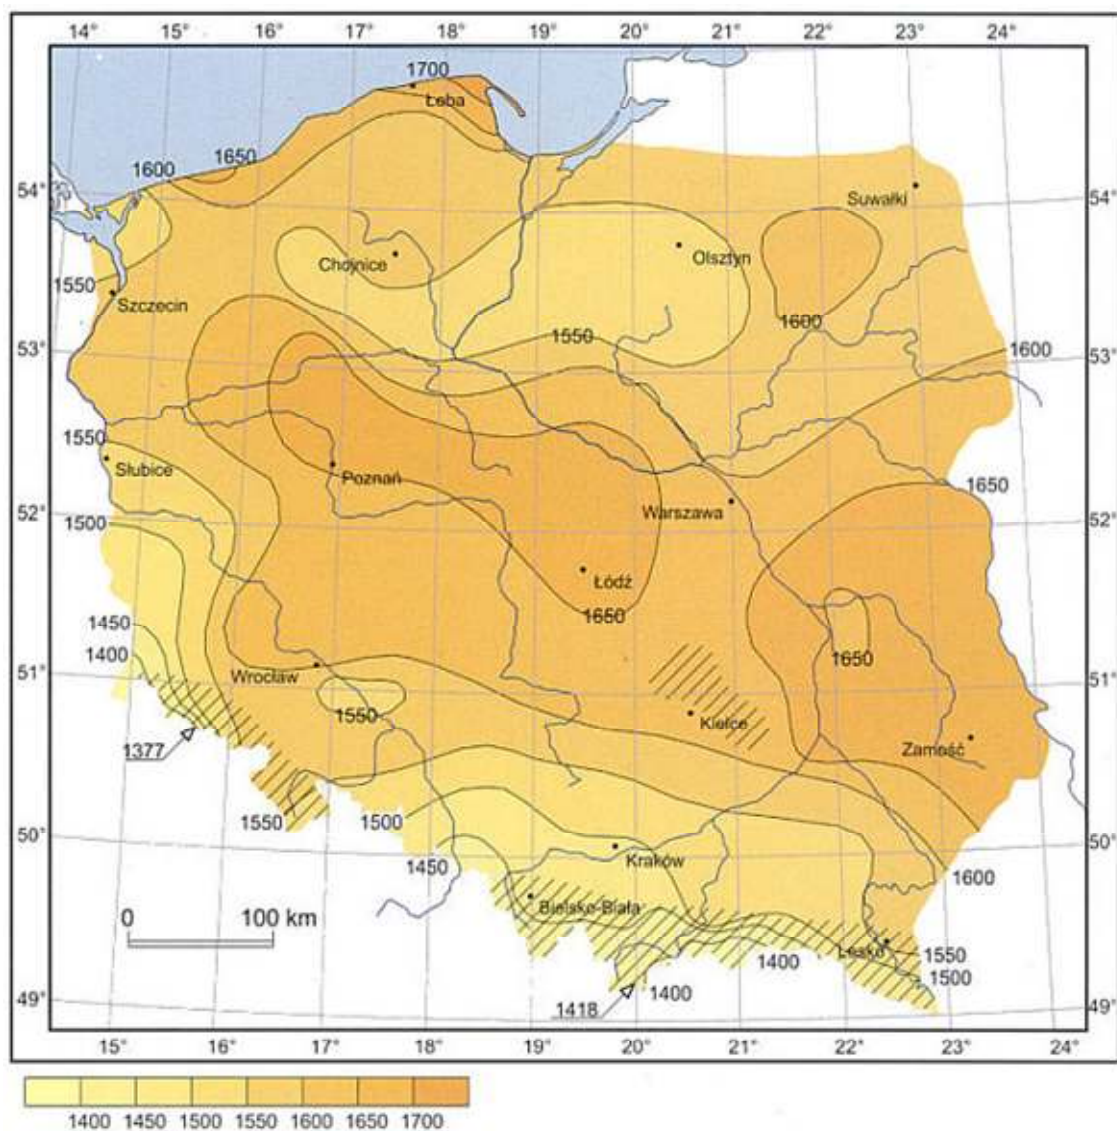 14° 15° 16° 17° 18° 19° 20° 21° 22° 23° 24°
1700
Łeba
1650
1600
54°
54°
Suwałki
Chojnice
Olsztyn
1550
Szczecin
1600
1550
53°
53°
1600
1550
Słubice
Poznań
1650
Warszawa
52°
52°
1500
Łódź
1650
1450
1650
1400
51°
51°
Wrocław
1550
Kielce
Zamość
1377
1550
1500
50°
50°
Kraków
1450
1600
Bielsko-Biała
0 100 km
Lesko
1550
1400
1500
1400
1418
49°
49°
15° 16° 17° 18° 19° 20° 21° 22° 23° 24°
1400 1450 1500 1550 1600 1650 1700